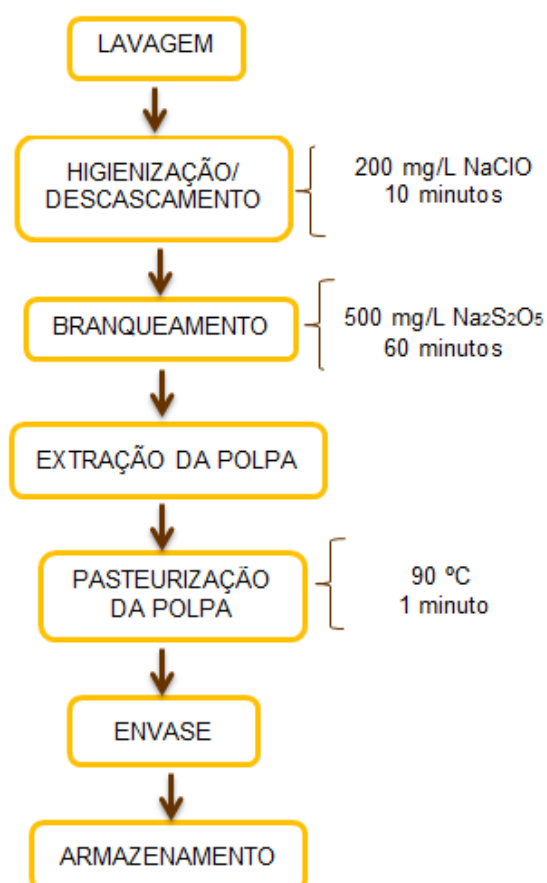 LAVAGEM
HIGIENIZAÇÃO/
DESCASCAMENTO
200 mg/L NaClO
10 minutos
BRANQUEAMENTO
500 mg/L Na₂S₂O₅
60 minutos
EXTRAÇÃO DA POLPA
PASTEURIZAÇÃO
DA POLPA
90 ºC
1 minuto
ENVASE
ARMAZENAMENTO